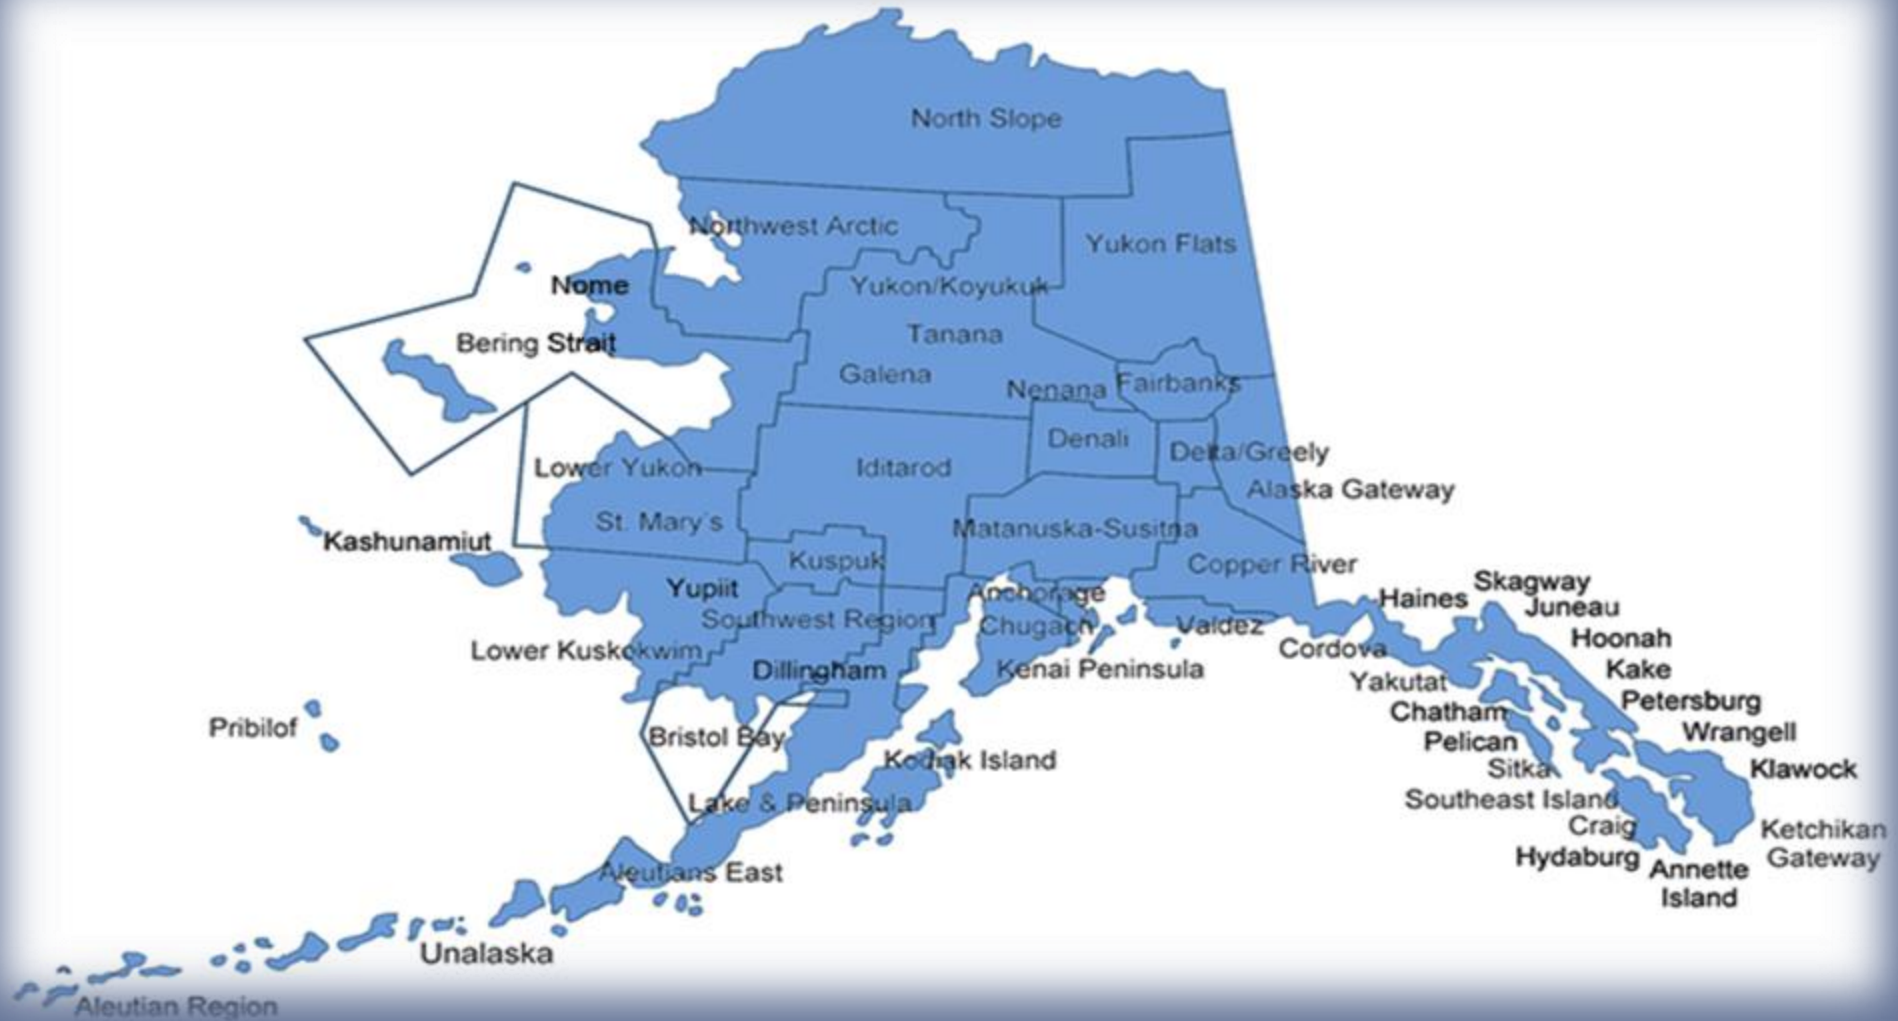 North Slope
Northwest Arctic
Yukon Flats
Nome
Yukon/Koyukuk
Bering Strait
Tanana
Galena
Nenana
Fairbanks
Denali
Delta/Greely
Lower Yukon
Iditarod
Alaska Gateway
St. Mary's
Matanuska-Susitna
Kashunamiut
Kuspuk
Copper River
Yupiit
Anchorage
Southwest Region
Chugach
Valdez
Haines
Skagway
Juneau
Lower Kuskokwim
Dillingham
Kenai Peninsula
Cordova
Hoonah
Kake
Yakutat
Petersburg
Chatham
Pribilof
Bristol Bay
Wrangell
Pelican
Kodiak Island
Sitka
Klawock
Lake & Peninsula
Southeast Island
Craig
Ketchikan
Gateway
Hydaburg
Annette
Island
Aleutians East
Unalaska
Aleutian Region